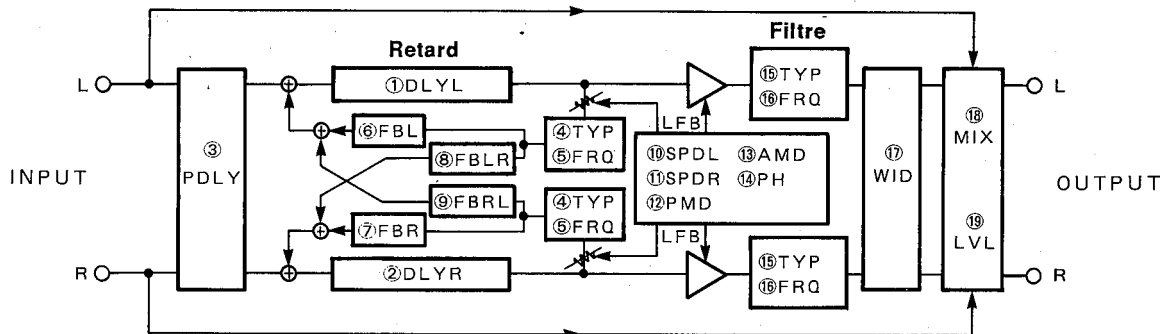 Filtre
Retard
L
①DLYL
⑮TYP
⑯FRQ
L
③
PDLY
⑥FBL
⑧FBLR
④TYP
⑤FRQ
LFB
⑩SPDL ⑬AMD
⑪SPDR ⑭PH
⑫PMD
⑰
WID
⑱
MIX
INPUT
OUTPUT
⑨FBRL
⑦FBR
④TYP
⑤FRQ
LFB
⑲
LVL
R
②DLYR
⑮TYP
⑯FRQ
R